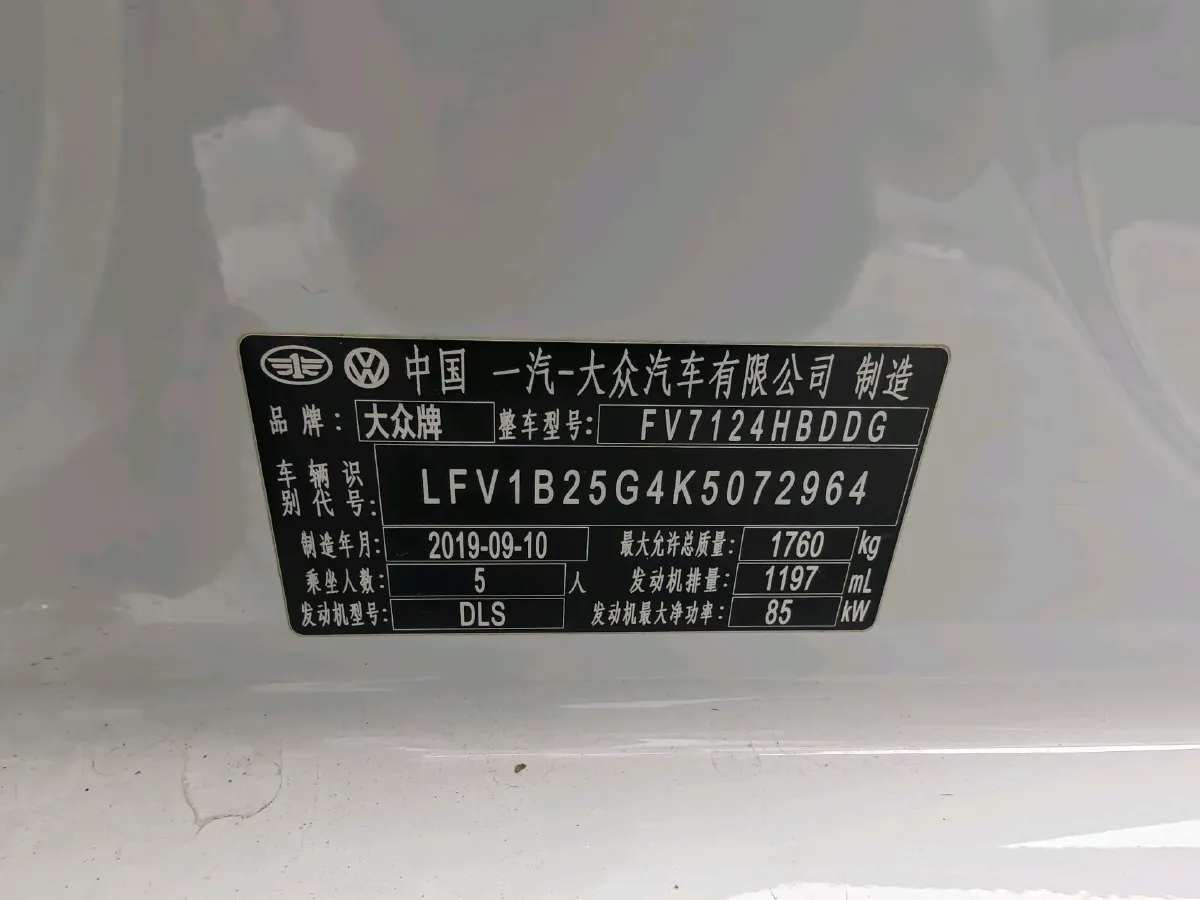 中国 一汽-大众汽车有限公司 制造
品牌: 大众牌 整车型号: FV7124HBDDG
车辆识别代号: LFV1B25G4K5072964
制造年月: 2019-09-10 最大允许总质量: 1760 kg
乘坐人数: 5 人 发动机排量: 1197 mL
发动机型号: DLS 发动机最大净功率: 85 kW